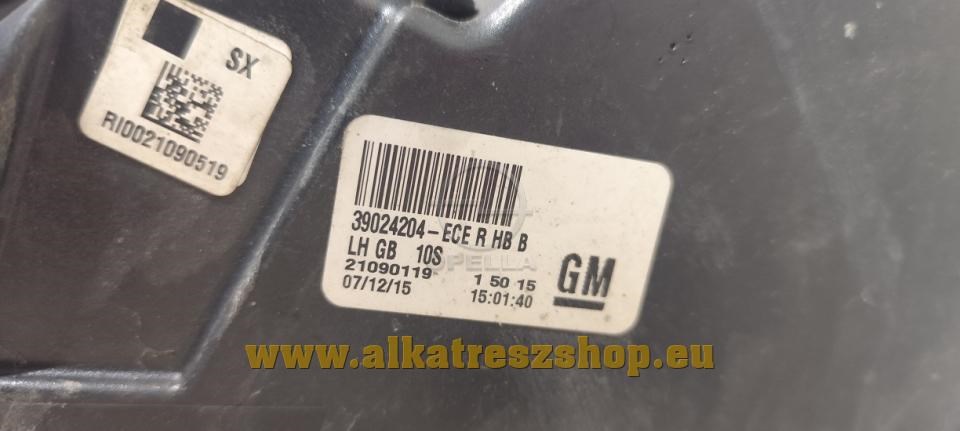 SX
RI0021090519
39024204-ECE R HB B
LH GB 10S
OPELLA
21090119 1 50 15
07/12/15 15:01:40
GM
www.alkatreszshop.eu